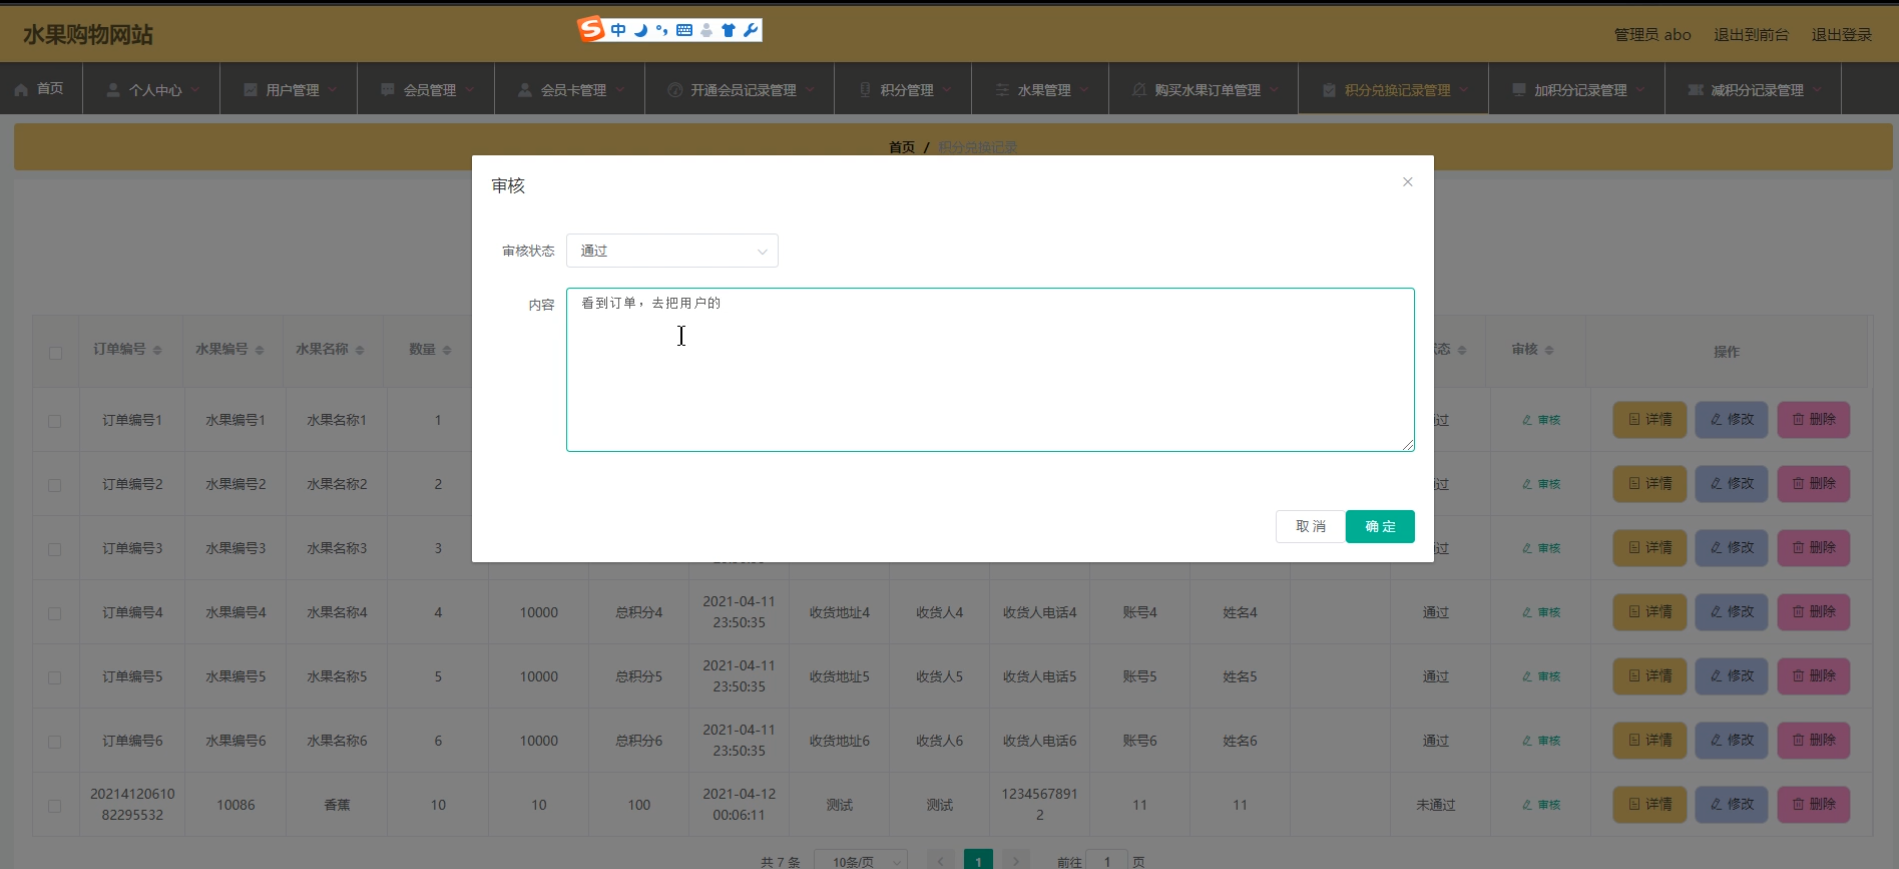 水果购物网站
中
管理员 abo 退出到前台 退出登录
首页 个人中心 用户管理 会员管理 会员卡管理 开通会员记录管理 积分管理 水果管理 购买水果订单管理 积分兑换记录管理 加积分记录管理 减积分记录管理
首页 / 积分兑换记录
审核
审核状态 通过
内容 看到订单，去把用户的
取消 确定
订单编号 水果编号 水果名称 数量 态 审核 操作
订单编号1 水果编号1 水果名称1 1 过 审核 详情 修改 删除
订单编号2 水果编号2 水果名称2 2 过 审核 详情 修改 删除
订单编号3 水果编号3 水果名称3 3 过 审核 详情 修改 删除
订单编号4 水果编号4 水果名称4 4 10000 总积分4 2021-04-11 23:50:35 收货地址4 收货人4 收货人电话4 账号4 姓名4 通过 审核 详情 修改 删除
订单编号5 水果编号5 水果名称5 5 10000 总积分5 2021-04-11 23:50:35 收货地址5 收货人5 收货人电话5 账号5 姓名5 通过 审核 详情 修改 删除
订单编号6 水果编号6 水果名称6 6 10000 总积分6 2021-04-11 23:50:35 收货地址6 收货人6 收货人电话6 账号6 姓名6 通过 审核 详情 修改 删除
20214120610 82295532 10086 香蕉 10 10 100 2021-04-12 00:06:11 测试 测试 1234567891 2 11 11 未通过 审核 详情 修改 删除
共 7 条 10条/页 1 前往 1 页